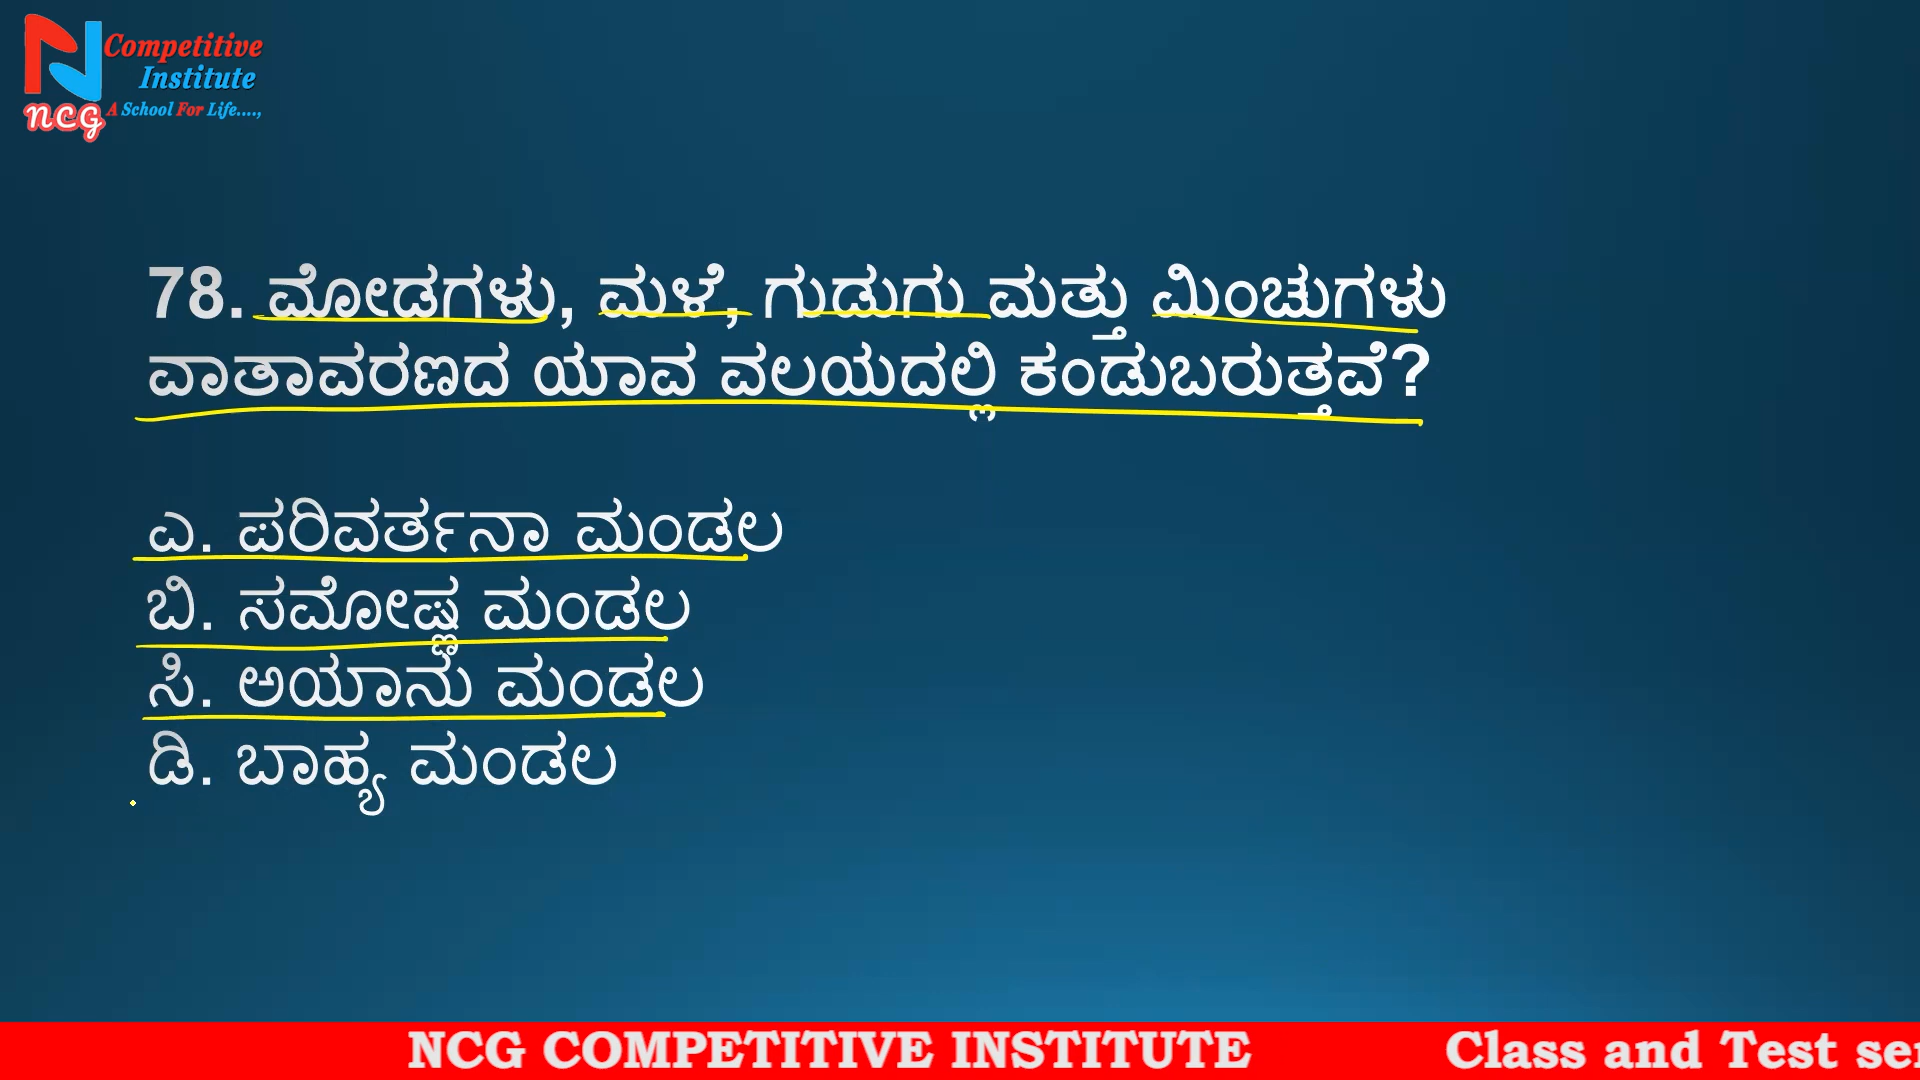 Competitive
Institute
ncg A School For Life....,
78. ಮೋಡಗಳು, ಮಳೆ, ಗುಡುಗು ಮತ್ತು ಮಿಂಚುಗಳು
ವಾತಾವರಣದ ಯಾವ ವಲಯದಲ್ಲಿ ಕಂಡುಬರುತ್ತವೆ?
ಎ. ಪರಿವರ್ತನಾ ಮಂಡಲ
ಬಿ. ಸಮೋಷ್ಣ ಮಂಡಲ
ಸಿ. ಅಯಾನು ಮಂಡಲ
ಡಿ. ಬಾಹ್ಯ ಮಂಡಲ
NCG COMPETITIVE INSTITUTE Class and Test